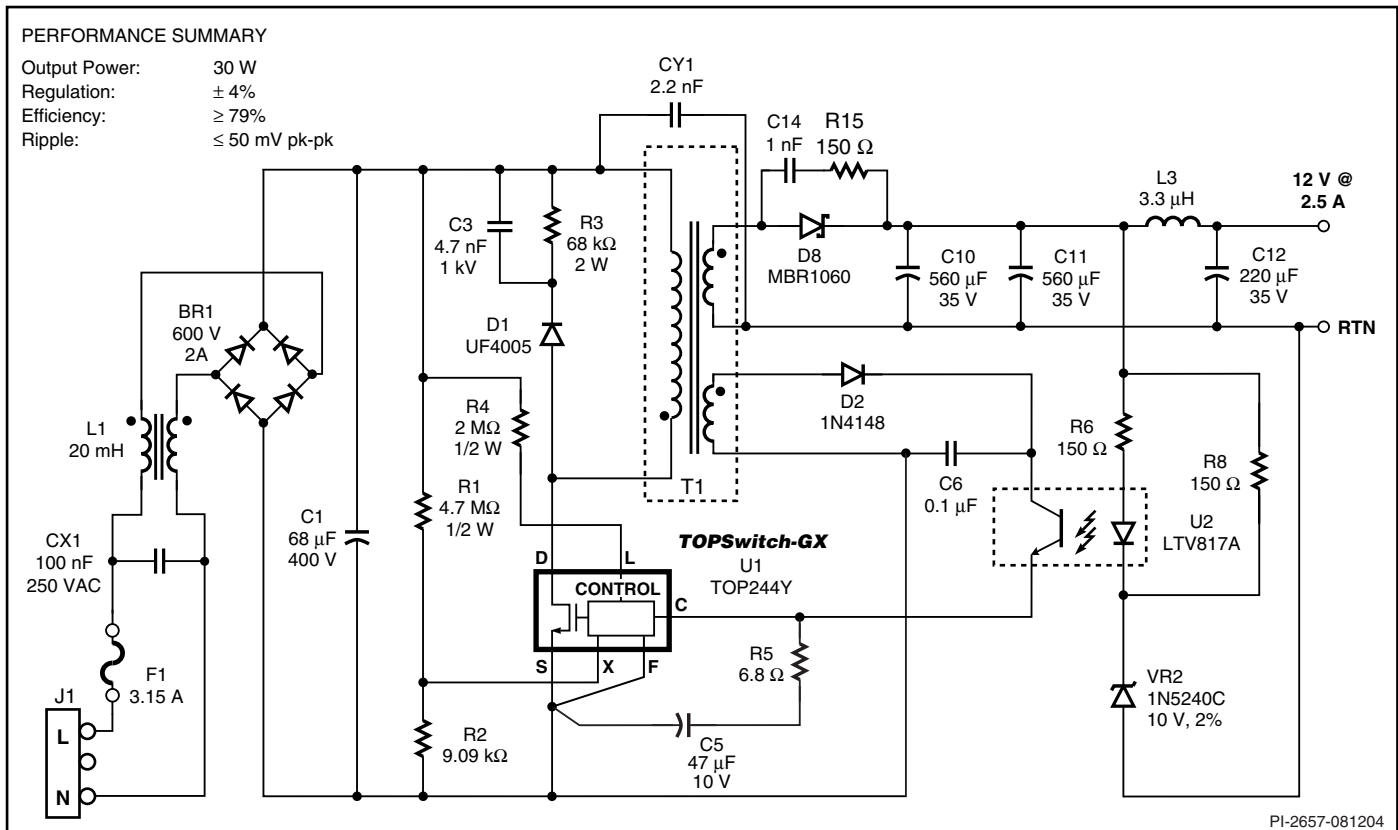 PERFORMANCE SUMMARY
Output Power: 30 W
Regulation: ± 4%
Efficiency: ≥ 79%
Ripple: ≤ 50 mV pk-pk
CY1
2.2 nF
C14
1 nF
R15
150 Ω
L3
3.3 µH
12 V @
2.5 A
C3
4.7 nF
1 kV
R3
68 kΩ
2 W
D8
MBR1060
C10
560 µF
35 V
C11
560 µF
35 V
C12
220 µF
35 V
RTN
BR1
600 V
2A
D1
UF4005
D2
1N4148
R4
2 MΩ
1/2 W
L1
20 mH
R6
150 Ω
R8
150 Ω
T1
C6
0.1 µF
R1
4.7 MΩ
1/2 W
C1
68 µF
400 V
CX1
100 nF
250 VAC
U2
LTV817A
TOPSwitch-GX
U1
TOP244Y
D
L
CONTROL
C
S
X
F
R5
6.8 Ω
F1
3.15 A
J1
L
N
R2
9.09 kΩ
C5
47 µF
10 V
VR2
1N5240C
10 V, 2%
PI-2657-081204